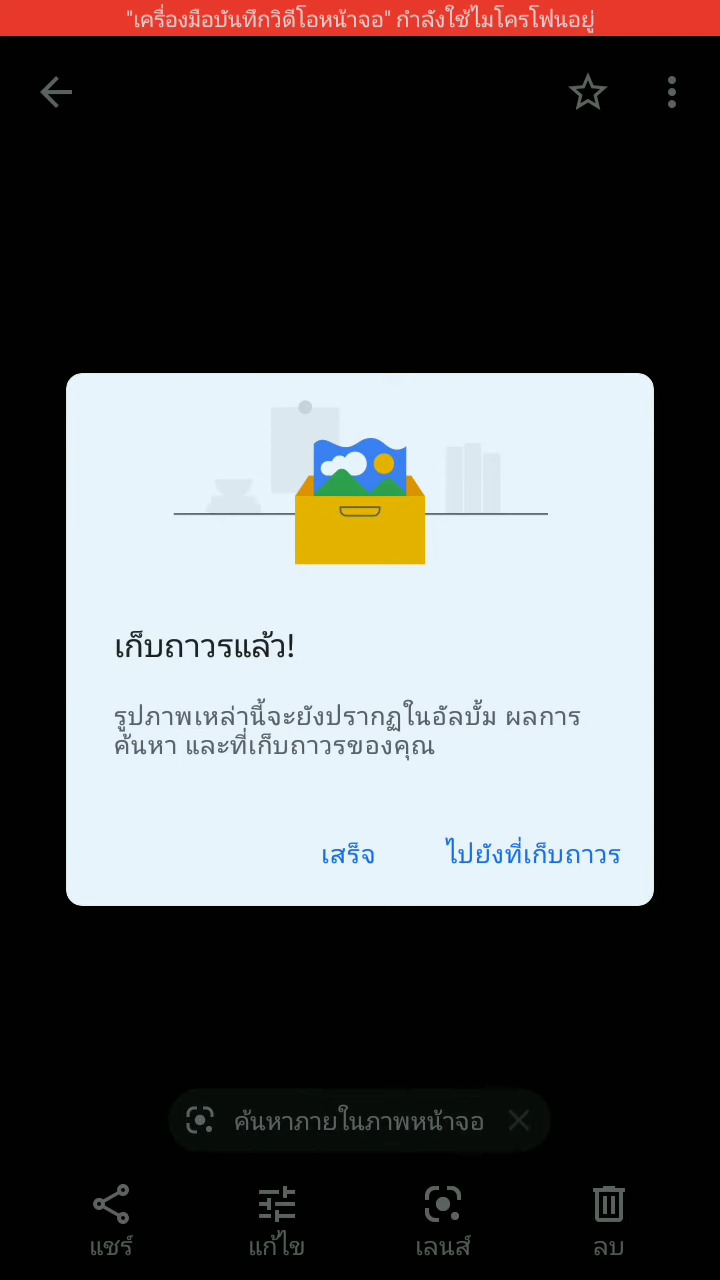 "เครื่องมือบันทึกวิดีโอหน้าจอ" กำลังใช้ไมโครโฟนอยู่
เก็บถาวรแล้ว!
รูปภาพเหล่านี้จะยังปรากฏในอัลบั้ม ผลการ
ค้นหา และที่เก็บถาวรของคุณ
เสร็จ ไปยังที่เก็บถาวร
ค้นหาภายในภาพหน้าจอ
แชร์ แก้ไข เลนส์ ลบ